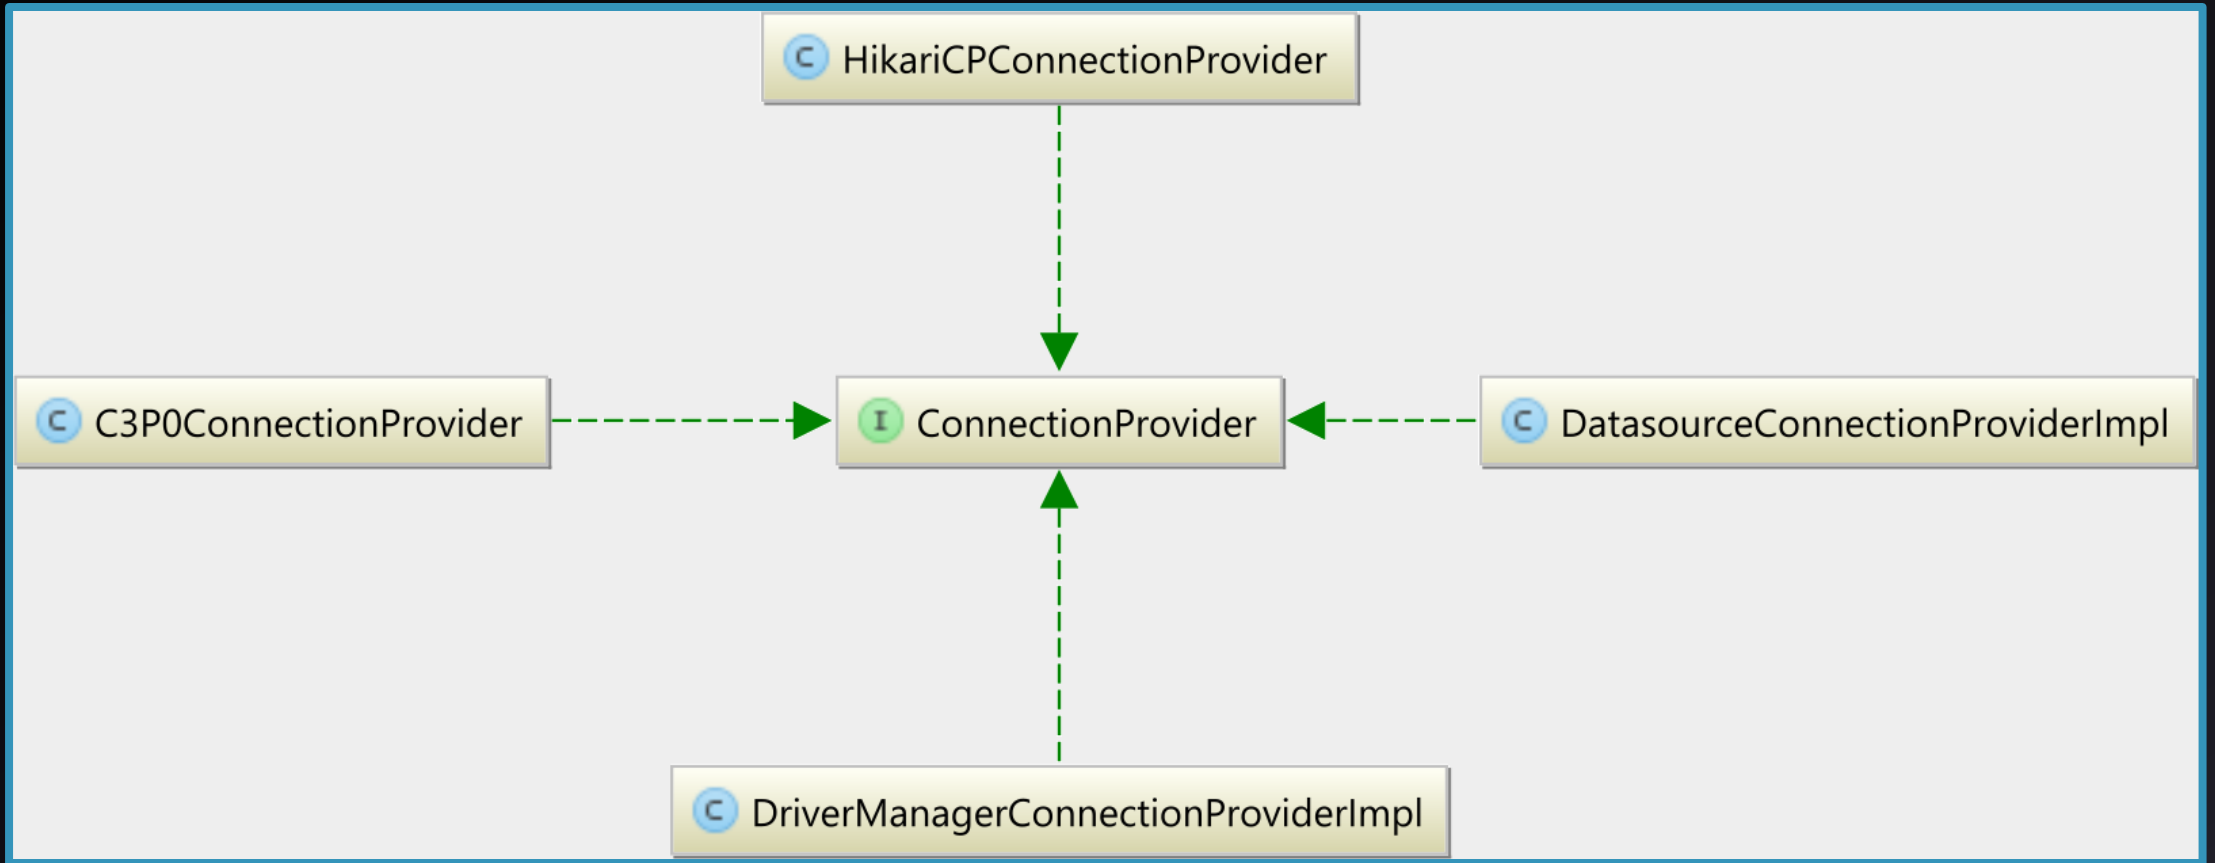 C HikariCPConnectionProvider
C C3P0ConnectionProvider
I ConnectionProvider
C DatasourceConnectionProviderImpl
C DriverManagerConnectionProviderImpl